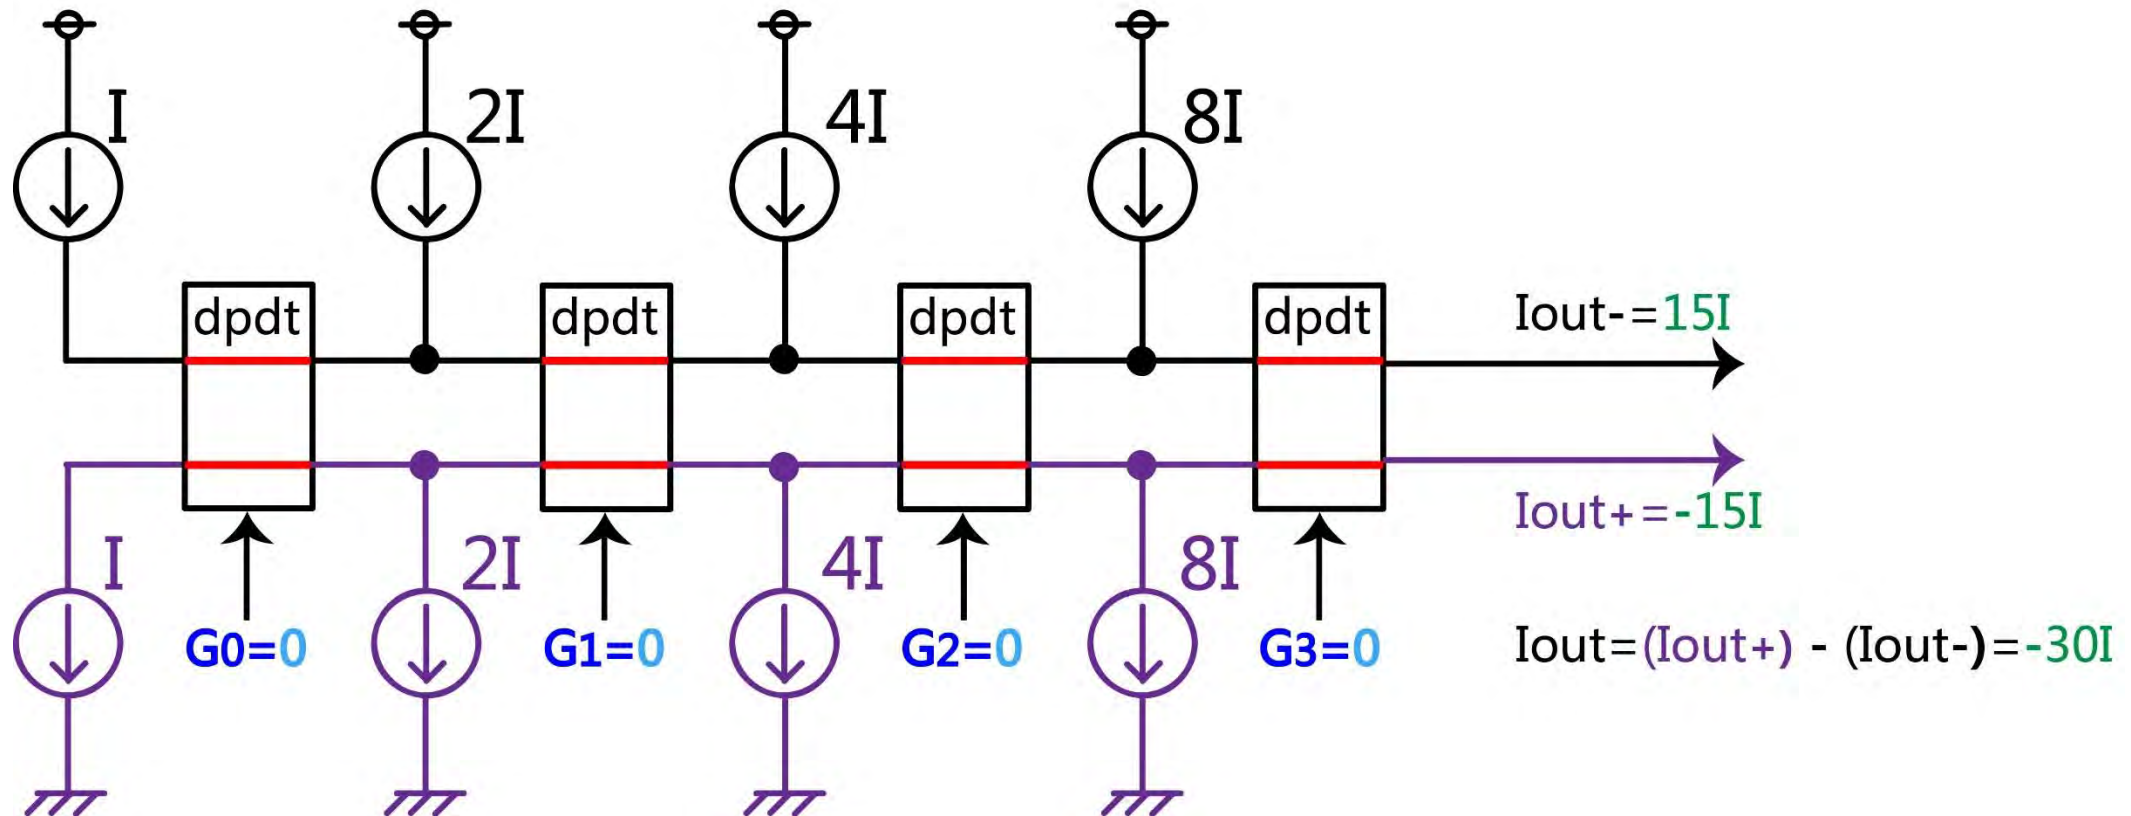 I
2I
4I
8I
dpdt
dpdt
dpdt
dpdt
Iout-=15I
Iout+=-15I
I
2I
4I
8I
G0=0
G1=0
G2=0
G3=0
Iout=(Iout+) - (Iout-)=-30I